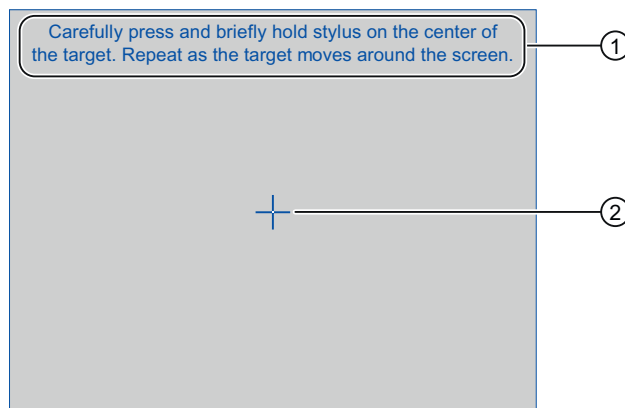 Carefully press and briefly hold stylus on the center of
the target. Repeat as the target moves around the screen.
1
2